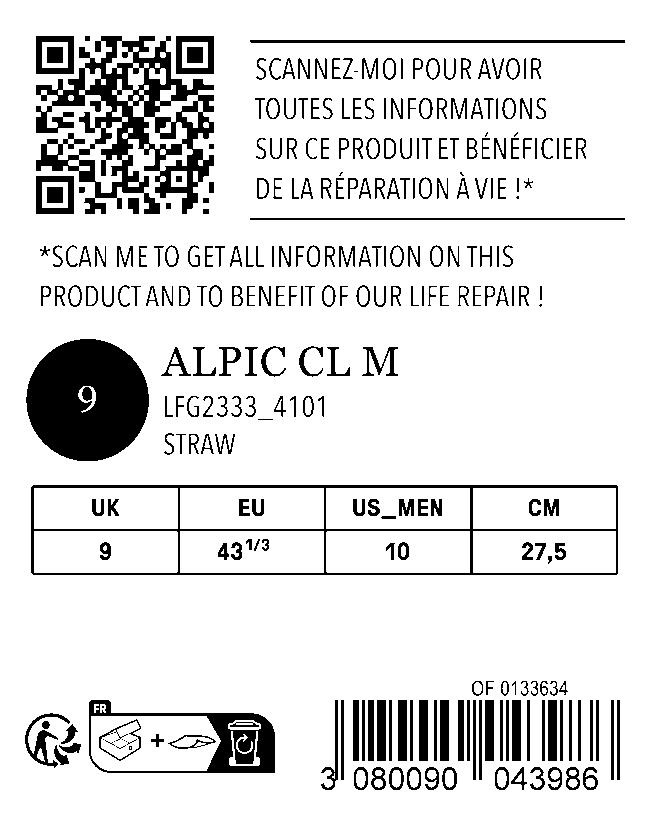 SCANNEZ-MOI POUR AVOIR
TOUTES LES INFORMATIONS
SUR CE PRODUIT ET BÉNÉFICIER
DE LA RÉPARATION À VIE !*
*SCAN ME TO GET ALL INFORMATION ON THIS
PRODUCT AND TO BENEFIT OF OUR LIFE REPAIR !
9
ALPIC CL M
LFG2333_4101
STRAW
UK EU US_MEN CM
9 43 1/3 10 27,5
OF 0133634
FR
3 080090 043986